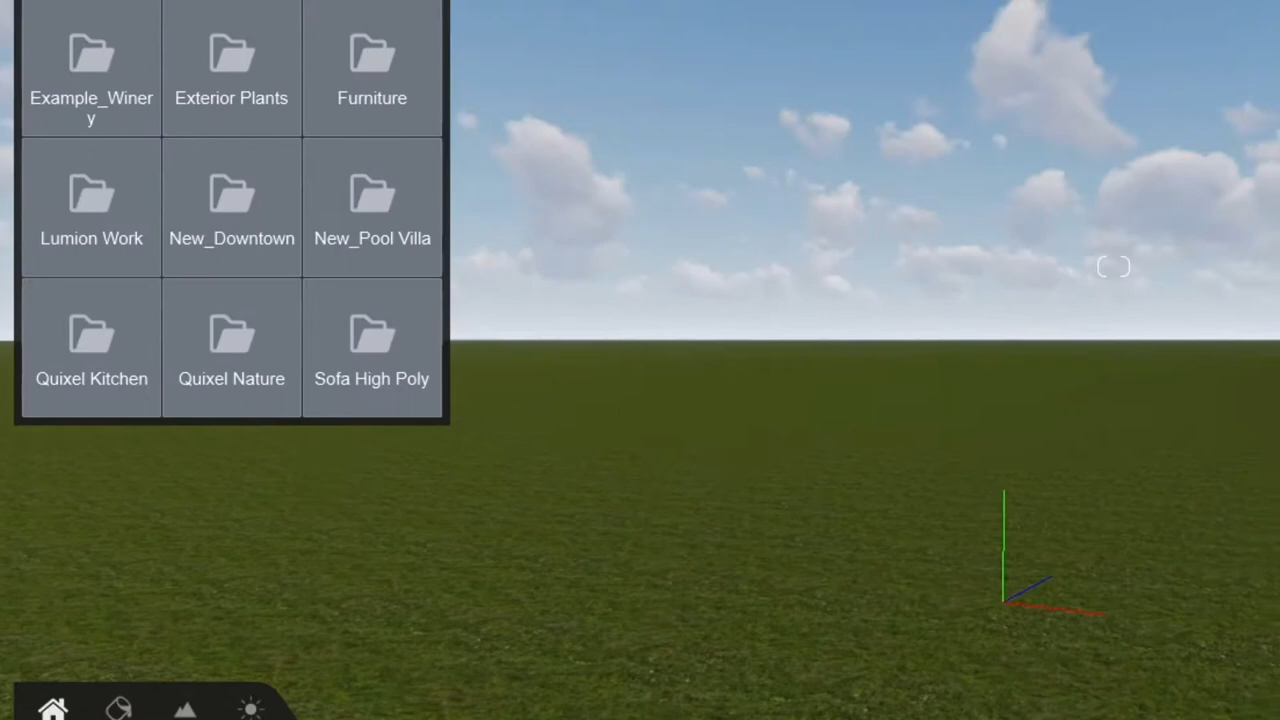 Example_Winer
y
Exterior Plants
Furniture
Lumion Work
New_Downtown
New_Pool Villa
Quixel Kitchen
Quixel Nature
Sofa High Poly